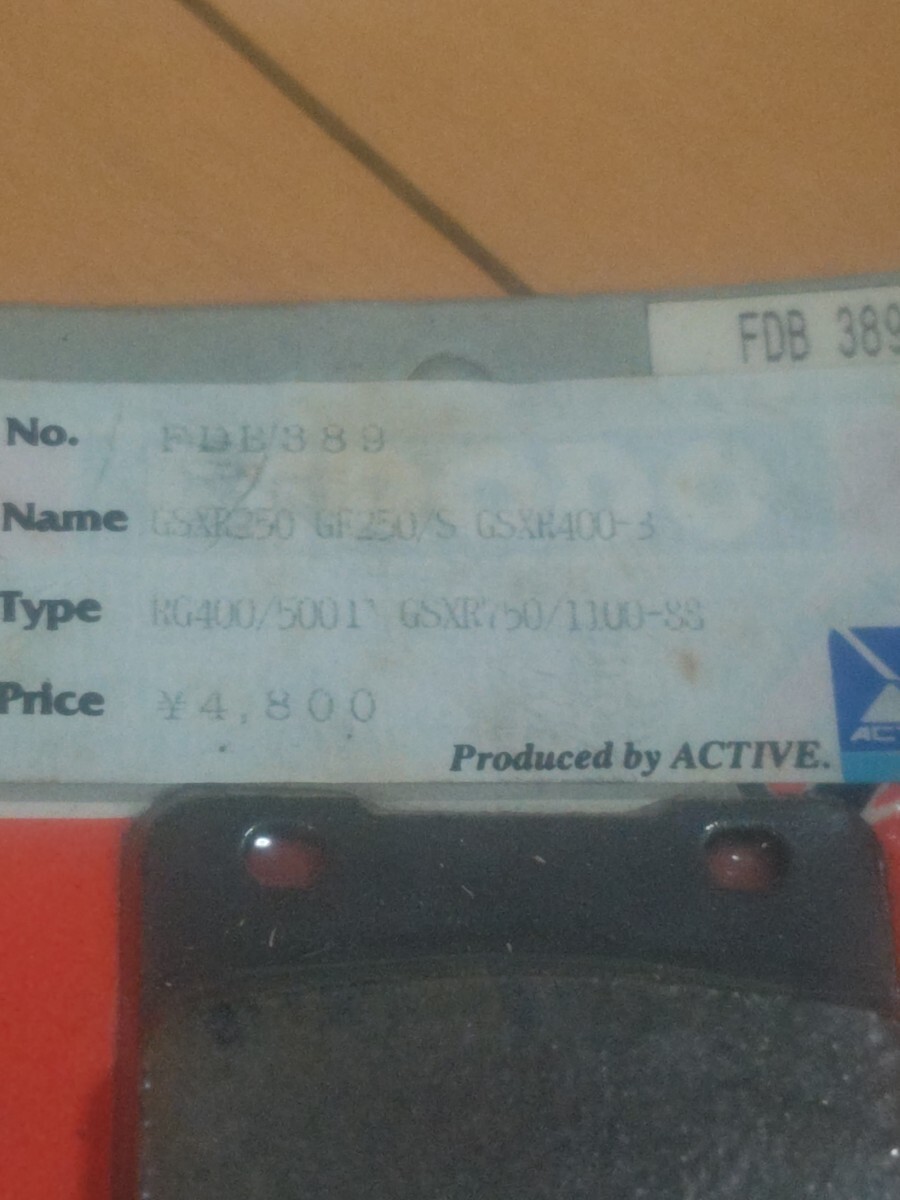 FDB 389
No. FDB/389
Name GSXR250 GF250/S GSXR400-3
Type RG400/500Γ GSXR750/1100-88
Price ¥4,800
Produced by ACTIVE.